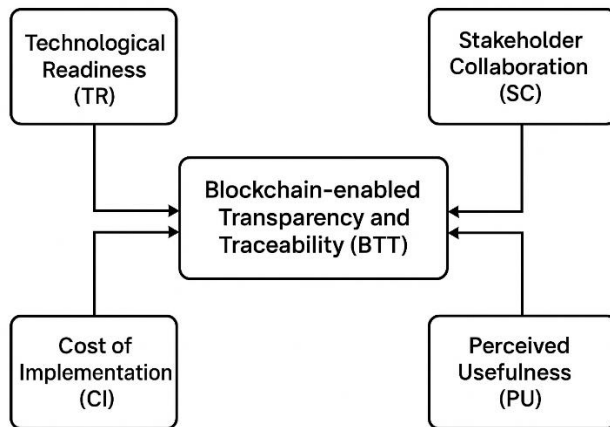 Technological
Readiness
(TR)
Stakeholder
Collaboration
(SC)
Blockchain-enabled
Transparency and
Traceability (BTT)
Cost of
Implementation
(CI)
Perceived
Usefulness
(PU)